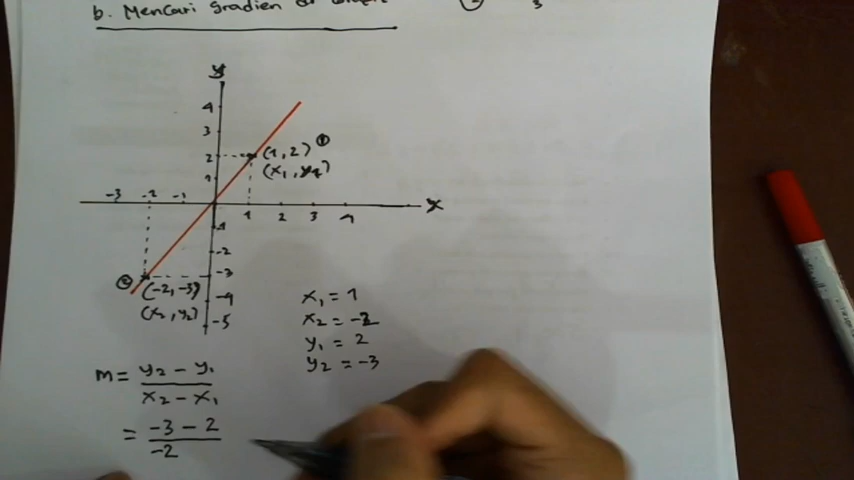 b. Mencari gradien
y
4
3
2
1
(1,2) ①
(x₁, y₁)
-3 -2 -1
1 2 3 4
x
-1
-2
-3
-4
-5
② (-2,-3)
(x₂, y₂)
x₁ = 1
x₂ = -2
y₁ = 2
y₂ = -3
m = y₂ - y₁
x₂ - x₁
= -3 - 2
-2